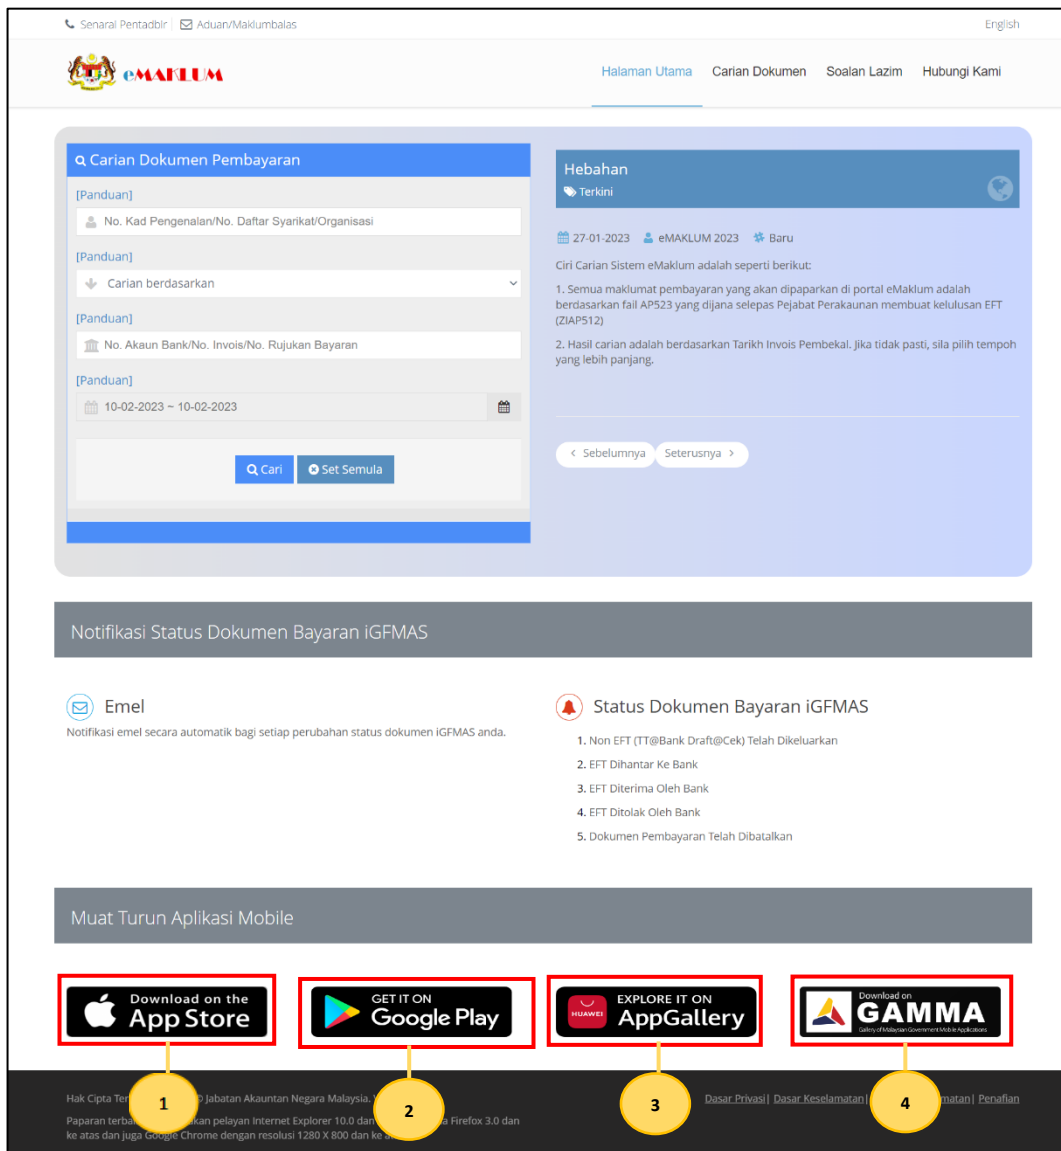 Senarai Pentadbir
Aduan/Maklumbalas
English
eMAKLUM
Halaman Utama
Carian Dokumen
Soalan Lazim
Hubungi Kami
Carian Dokumen Pembayaran
[Panduan]
No. Kad Pengenalan/No. Daftar Syarikat/Organisasi
[Panduan]
Carian berdasarkan
[Panduan]
No. Akaun Bank/No. Invois/No. Rujukan Bayaran
[Panduan]
10-02-2023 ~ 10-02-2023
Cari
Set Semula
Hebahan
Terkini
27-01-2023 eMAKLUM 2023 Baru
Ciri Carian Sistem eMaklum adalah seperti berikut:
1. Semua maklumat pembayaran yang akan dipaparkan di portal eMaklum adalah
berdasarkan fail AP523 yang dijana selepas Pejabat Perakaunan membuat kelulusan EFT
(ZIAP512)
2. Hasil carian adalah berdasarkan Tarikh Invois Pembekal. Jika tidak pasti, sila pilih tempoh
yang lebih panjang.
< Sebelumnya
Seterusnya >
Notifikasi Status Dokumen Bayaran iGFMAS
Emel
Notifikasi emel secara automatik bagi setiap perubahan status dokumen iGFMAS anda.
Status Dokumen Bayaran iGFMAS
1. Non EFT (TT@Bank Draft@Cek) Telah Dikeluarkan
2. EFT Dihantar Ke Bank
3. EFT Diterima Oleh Bank
4. EFT Ditolak Oleh Bank
5. Dokumen Pembayaran Telah Dibatalkan
Muat Turun Aplikasi Mobile
Download on the
App Store
GET IT ON
Google Play
HUAWEI
EXPLORE IT ON
AppGallery
Download on
GAMMA
Gallery of Malaysian Government Mobile Applications
1
2
3
4
Hak Cipta Jabatan Akauntan Negara Malaysia.
Paparan pelayan Internet Explorer 10.0 dan Firefox 3.0 dan
ke atas dan juga Google Chrome dengan resolusi 1280 X 800 dan ke
Dasar Privasi| Dasar Keselamatan| | Penafian